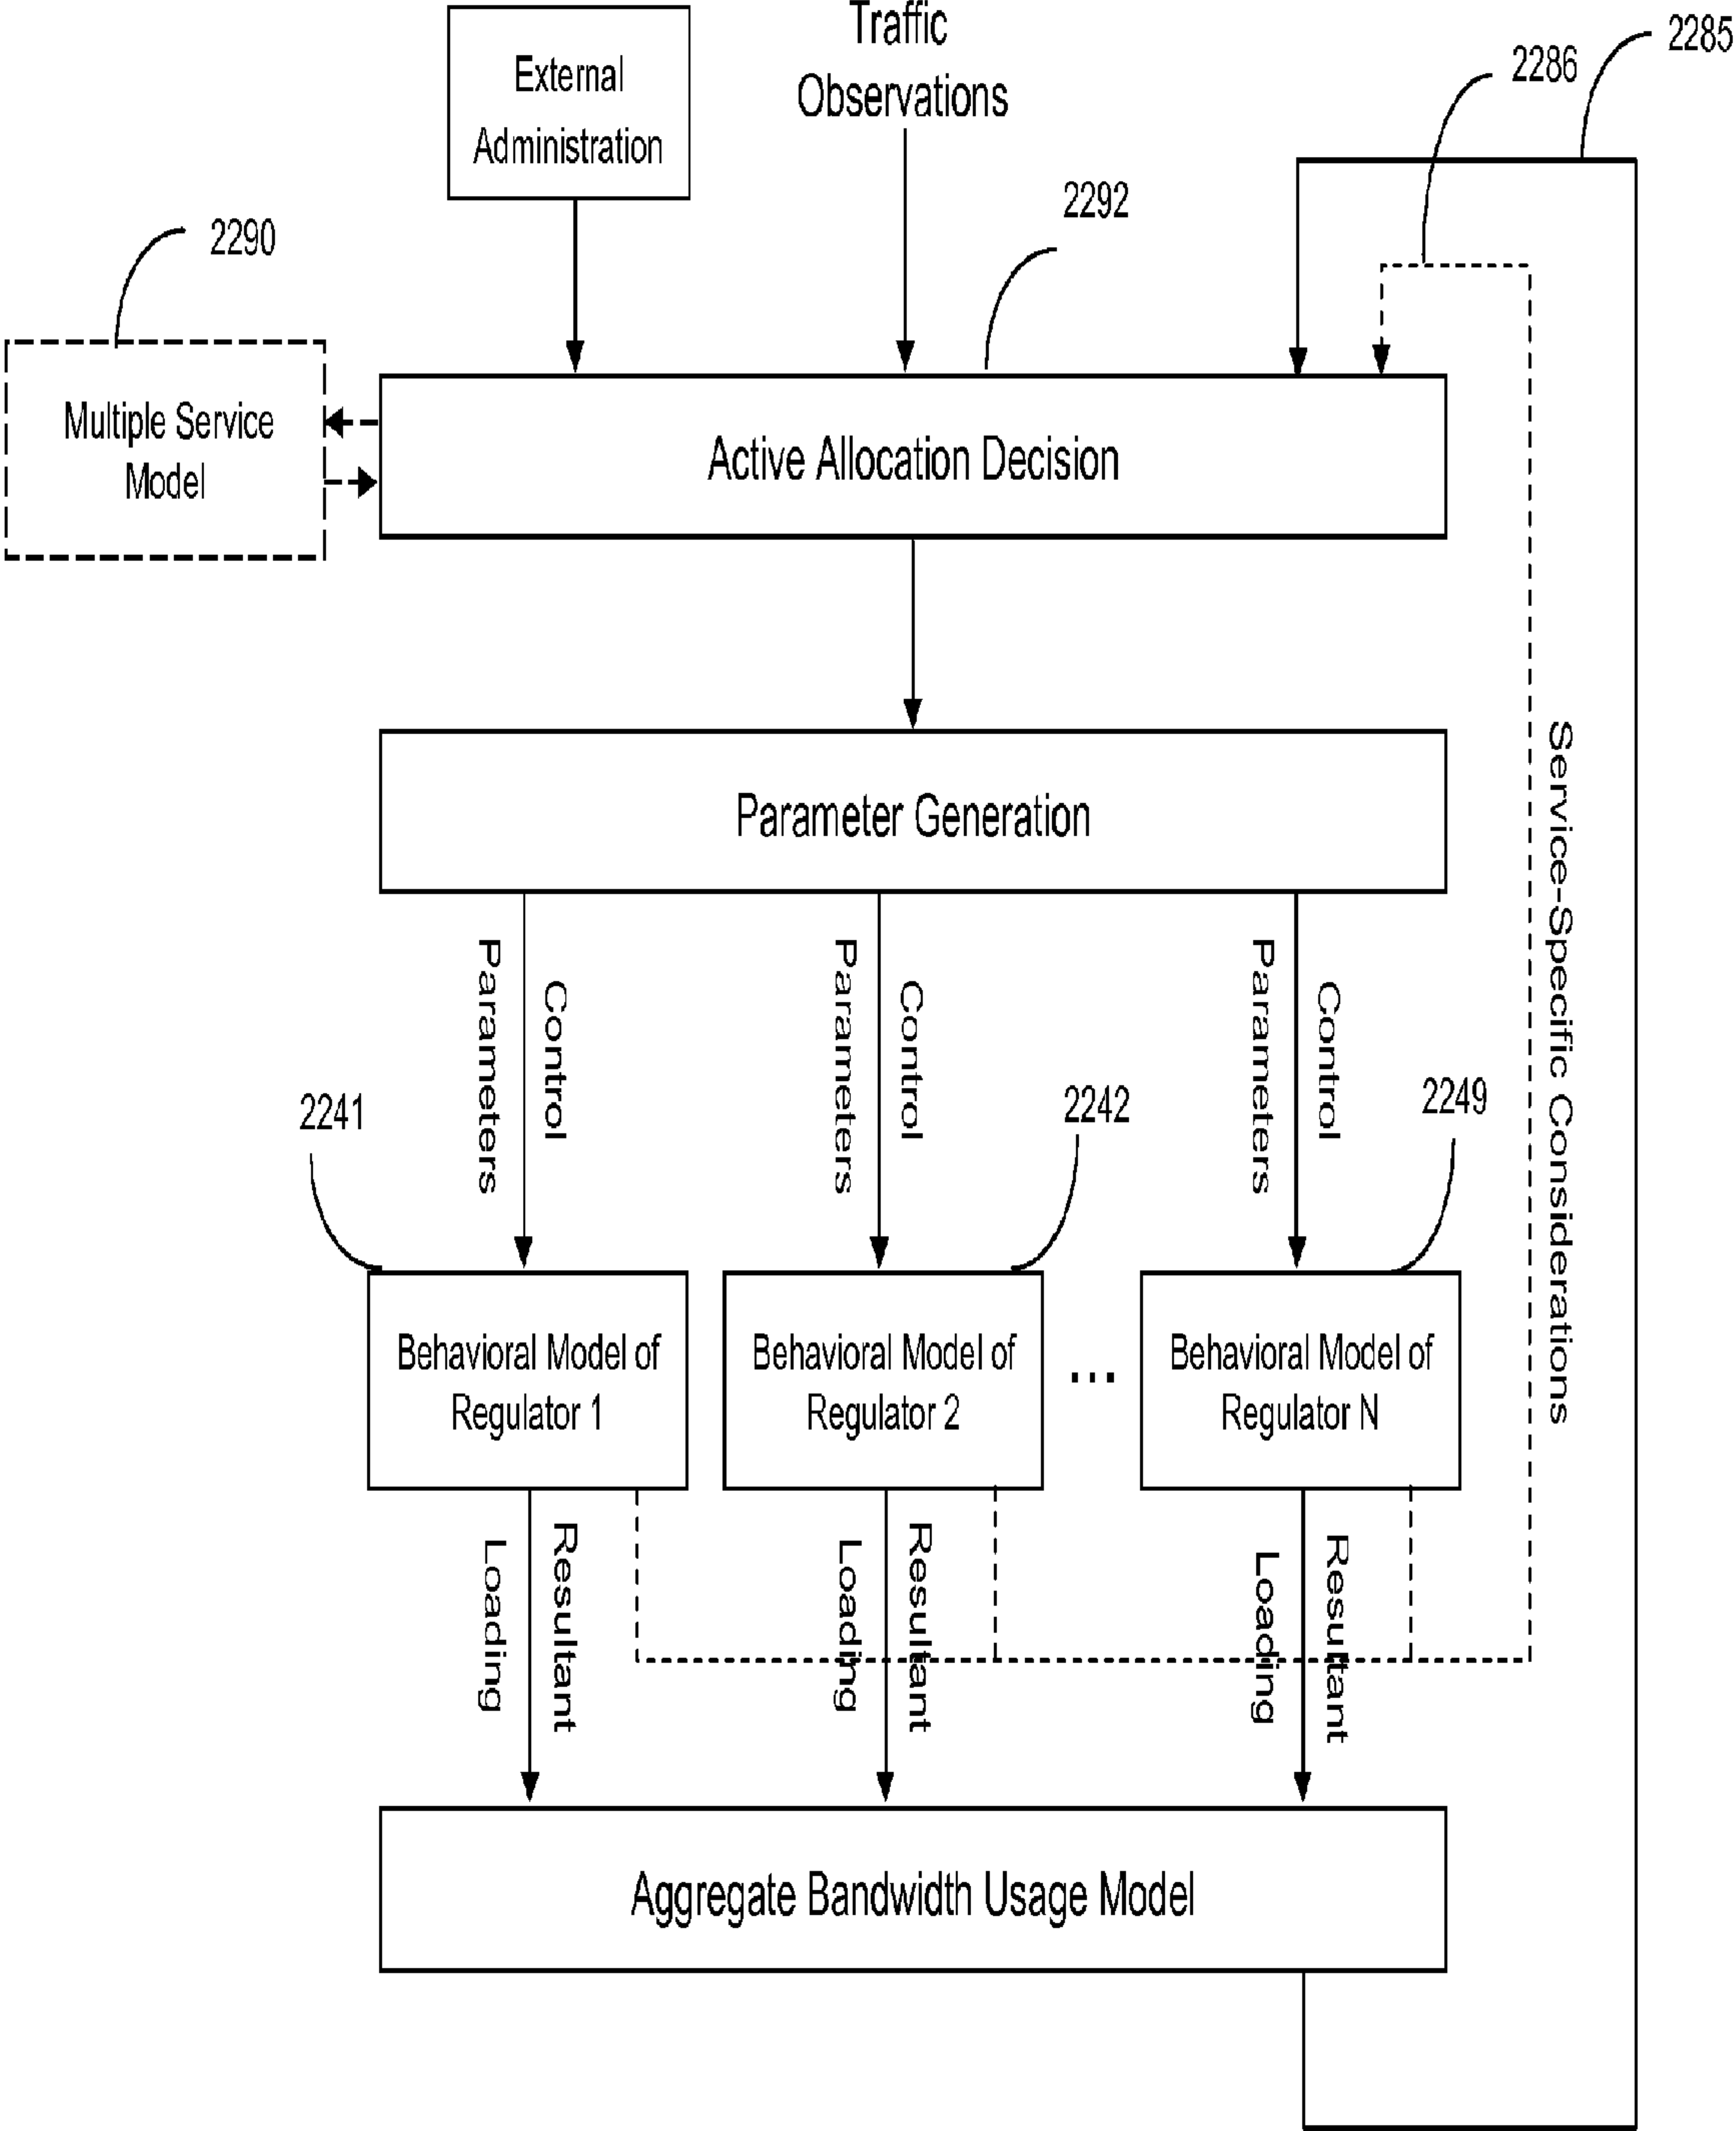 External
Administration
Traffic
Observations
2285
2286
2292
2290
Multiple Service
Model
Active Allocation Decision
Parameter Generation
Control
Parameters
Control
Parameters
Control
Parameters
Service-Specific Considerations
2241
2242
2249
Behavioral Model of
Regulator 1
Behavioral Model of
Regulator 2
...
Behavioral Model of
Regulator N
Resultant
Loading
Resultant
Loading
Resultant
Loading
Aggregate Bandwidth Usage Model